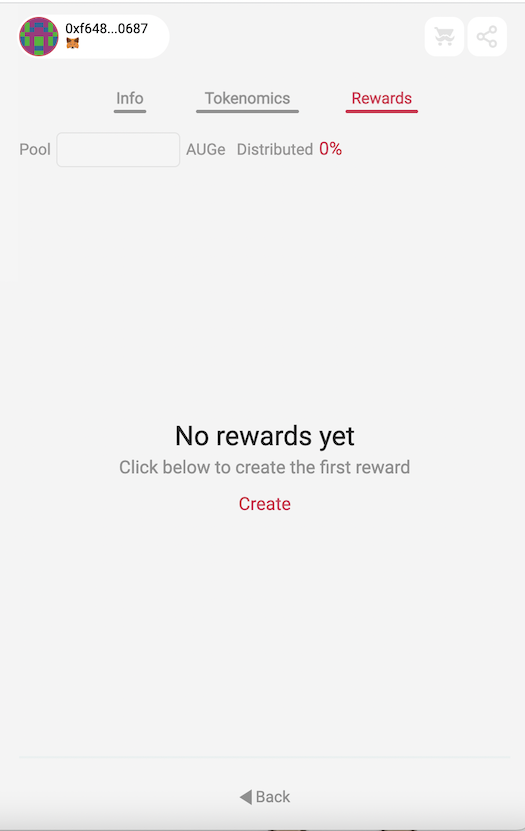 0xf648...0687
Info Tokenomics Rewards
Pool AUGe Distributed 0%
No rewards yet
Click below to create the first reward
Create
Back